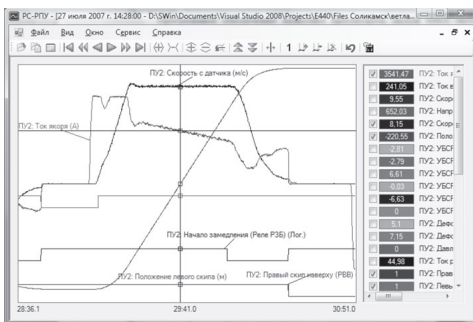 РС-РПУ - [27 июля 2007 г. 14:28:00 - D:\SWin\Documents\Visual Studio 2008\Projects\E440\Files Соликамск\ветла...
Файл Вид Окно Сервис Справка
1
ПУ2: Скорость с датчика (м/с)
ПУ2: Ток якоря (А)
ПУ2: Начало замедления (Реле РЗБ) (Лог.)
ПУ2: Положение левого скипа (м)
ПУ2: Правый скип наверху (РВВ)
28:36.1 29:41.0 30:51.0
3541,47 ПУ2: Ток я
241,05 ПУ2: Ток в
9,55 ПУ2: Скоро
652,03 ПУ2: Напр
8,15 ПУ2: Скор
-220,55 ПУ2: Поло
-2,81 ПУ2: УБСР
-2,79 ПУ2: УБСР
6,61 ПУ2: УБСР
-0,03 ПУ2: УБСР
-6,63 ПУ2: УБСР
0 ПУ2: УБСР
5,1 ПУ2: Дефо
7,15 ПУ2: Дефо
0 ПУ2: Давл
44,98 ПУ2: Ток р
1 ПУ2: Прав
1 ПУ2: Левы